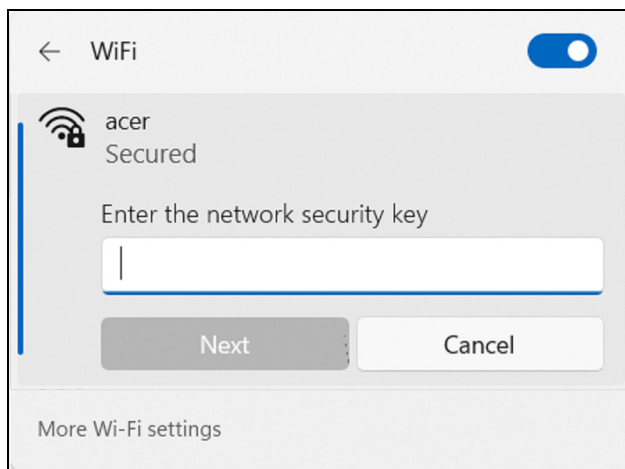 WiFi
acer
Secured
Enter the network security key
Next
Cancel
More Wi-Fi settings